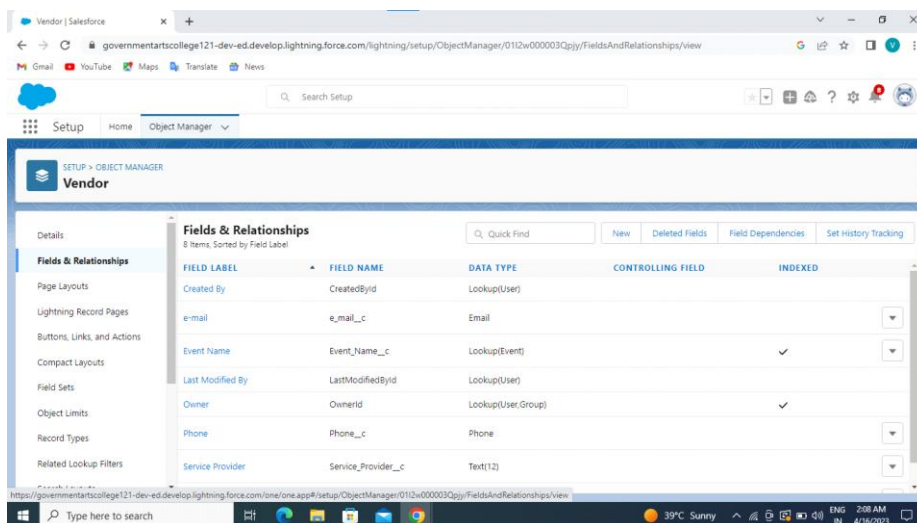 Vendor | Salesforce
governmentartscollege121-dev-ed.develop.lightning.force.com/lightning/setup/ObjectManager/01I2w000003Qpjy/FieldsAndRelationships/view
V
Gmail YouTube Maps Translate News
Search Setup
Setup Home Object Manager
SETUP > OBJECT MANAGER
Vendor
Details
Fields & Relationships
Page Layouts
Lightning Record Pages
Buttons, Links, and Actions
Compact Layouts
Field Sets
Object Limits
Record Types
Related Lookup Filters
Fields & Relationships
8 Items, Sorted by Field Label
Quick Find
New Deleted Fields Field Dependencies Set History Tracking
FIELD LABEL FIELD NAME DATA TYPE CONTROLLING FIELD INDEXED
Created By CreatedById Lookup(User)
e-mail e_mail__c Email
Event Name Event_Name__c Lookup(Event)
Last Modified By LastModifiedById Lookup(User)
Owner OwnerId Lookup(User,Group)
Phone Phone__c Phone
Service Provider Service_Provider__c Text(12)
https://governmentartscollege121-dev-ed.develop.lightning.force.com/one/one.app#/setup/ObjectManager/01I2w000003Qpjy/FieldsAndRelationships/view
Type here to search
39°C Sunny
ENG
IN
2:08 AM
4/16/2023